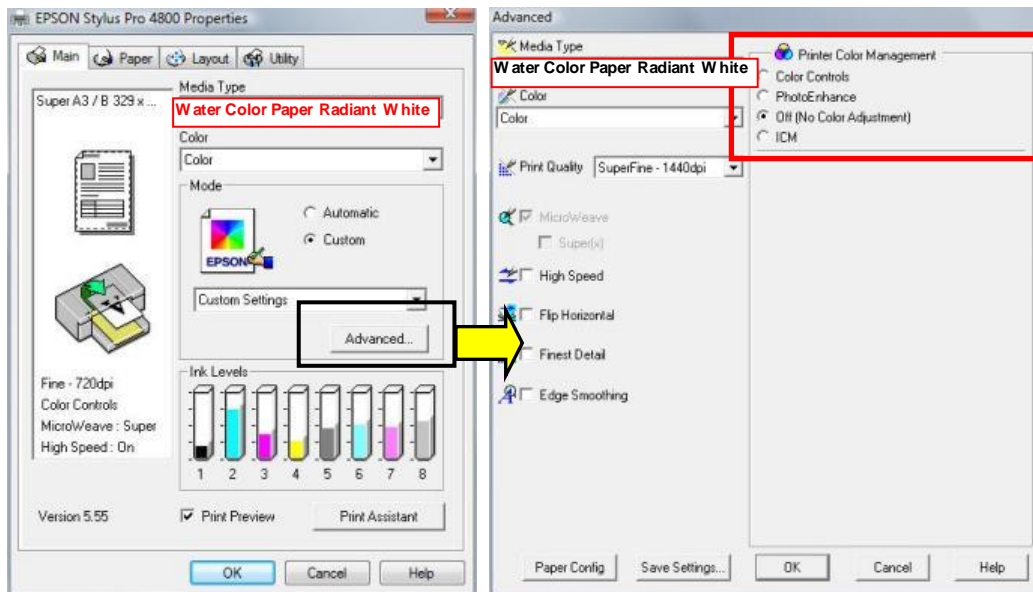 EPSON Stylus Pro 4800 Properties
Main
Paper
Layout
Utility
Super A3 / B 329 x ...
Media Type
Water Color Paper Radiant White
Color
Color
Mode
Automatic
Custom
EPSON
Custom Settings
Advanced...
Fine - 720dpi
Color Controls
MicroWeave : Super
High Speed : On
Ink Levels
1 2 3 4 5 6 7 8
Version 5.55
Print Preview
Print Assistant
OK
Cancel
Help
Advanced
Media Type
Water Color Paper Radiant White
Color
Color
Print Quality
SuperFine - 1440dpi
MicroWeave
Super(x)
High Speed
Flip Horizontal
Finest Detail
Edge Smoothing
Printer Color Management
Color Controls
PhotoEnhance
Off (No Color Adjustment)
ICM
Paper Config
Save Settings...
OK
Cancel
Help